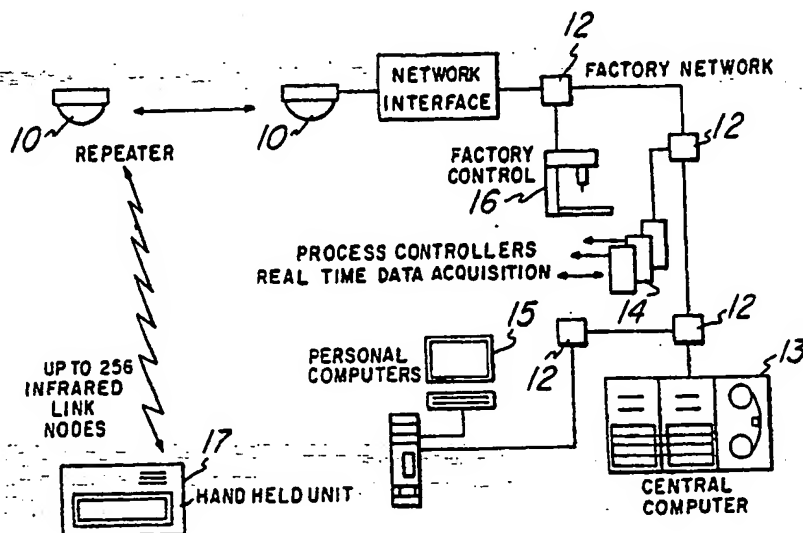 12
NETWORK
INTERFACE
FACTORY NETWORK
10
10
REPEATER
12
FACTORY
CONTROL
16
PROCESS CONTROLLERS
REAL TIME DATA ACQUISITION
14
15
12
12
13
PERSONAL
COMPUTERS
UP TO 256
INFRARED
LINK
NODES
17
HAND HELD UNIT
CENTRAL
COMPUTER